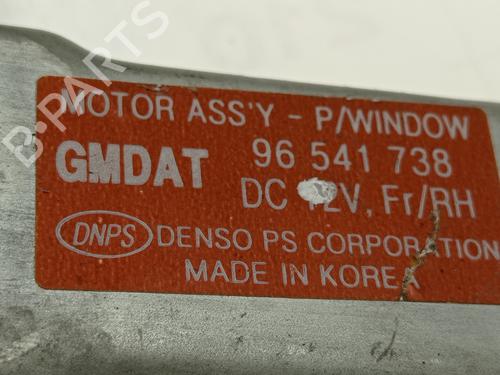 B-PARTS
MOTOR ASS'Y - P/WINDOW
GMDAT 96 541 738
DC 12V, Fr/RH
DNPS DENSO PS CORPORATION
MADE IN KOREA